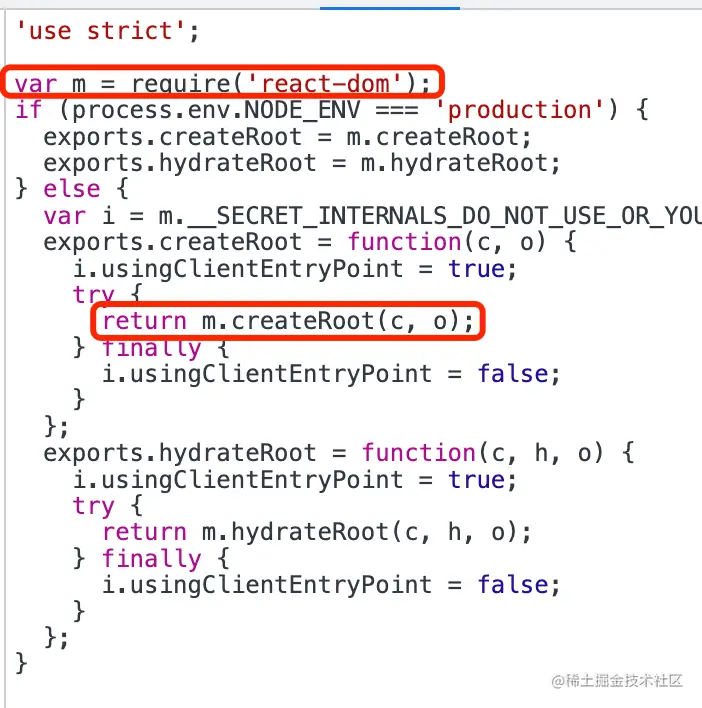 'use strict';
var m = require('react-dom');
if (process.env.NODE_ENV === 'production') {
  exports.createRoot = m.createRoot;
  exports.hydrateRoot = m.hydrateRoot;
} else {
  var i = m.__SECRET_INTERNALS_DO_NOT_USE_OR_YOU
  exports.createRoot = function(c, o) {
    i.usingClientEntryPoint = true;
    try {
      return m.createRoot(c, o);
    } finally {
      i.usingClientEntryPoint = false;
    }
  };
  exports.hydrateRoot = function(c, h, o) {
    i.usingClientEntryPoint = true;
    try {
      return m.hydrateRoot(c, h, o);
    } finally {
      i.usingClientEntryPoint = false;
    }
  };
}
@稀土掘金技术社区